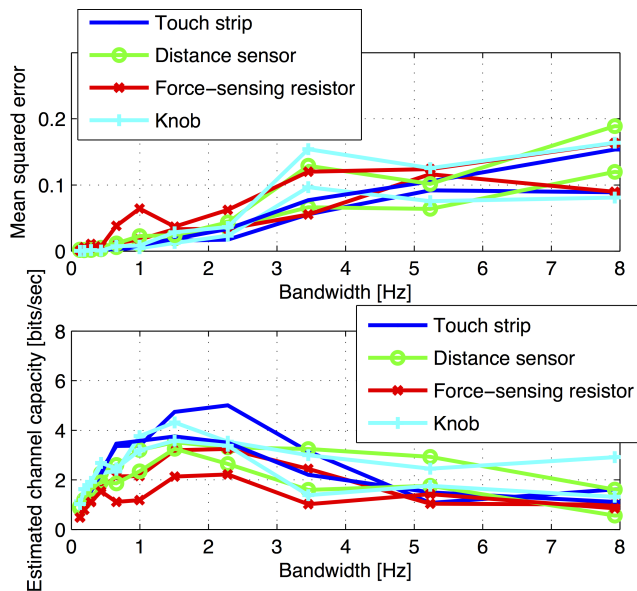 Touch strip
Distance sensor
Force-sensing resistor
Knob
Mean squared error
0.2
0.1
0
0 1 2 3 4 5 6 7 8
Bandwidth [Hz]
Estimated channel capacity [bits/sec]
Touch strip
Distance sensor
Force-sensing resistor
Knob
8
6
4
2
0
0 1 2 3 4 5 6 7 8
Bandwidth [Hz]